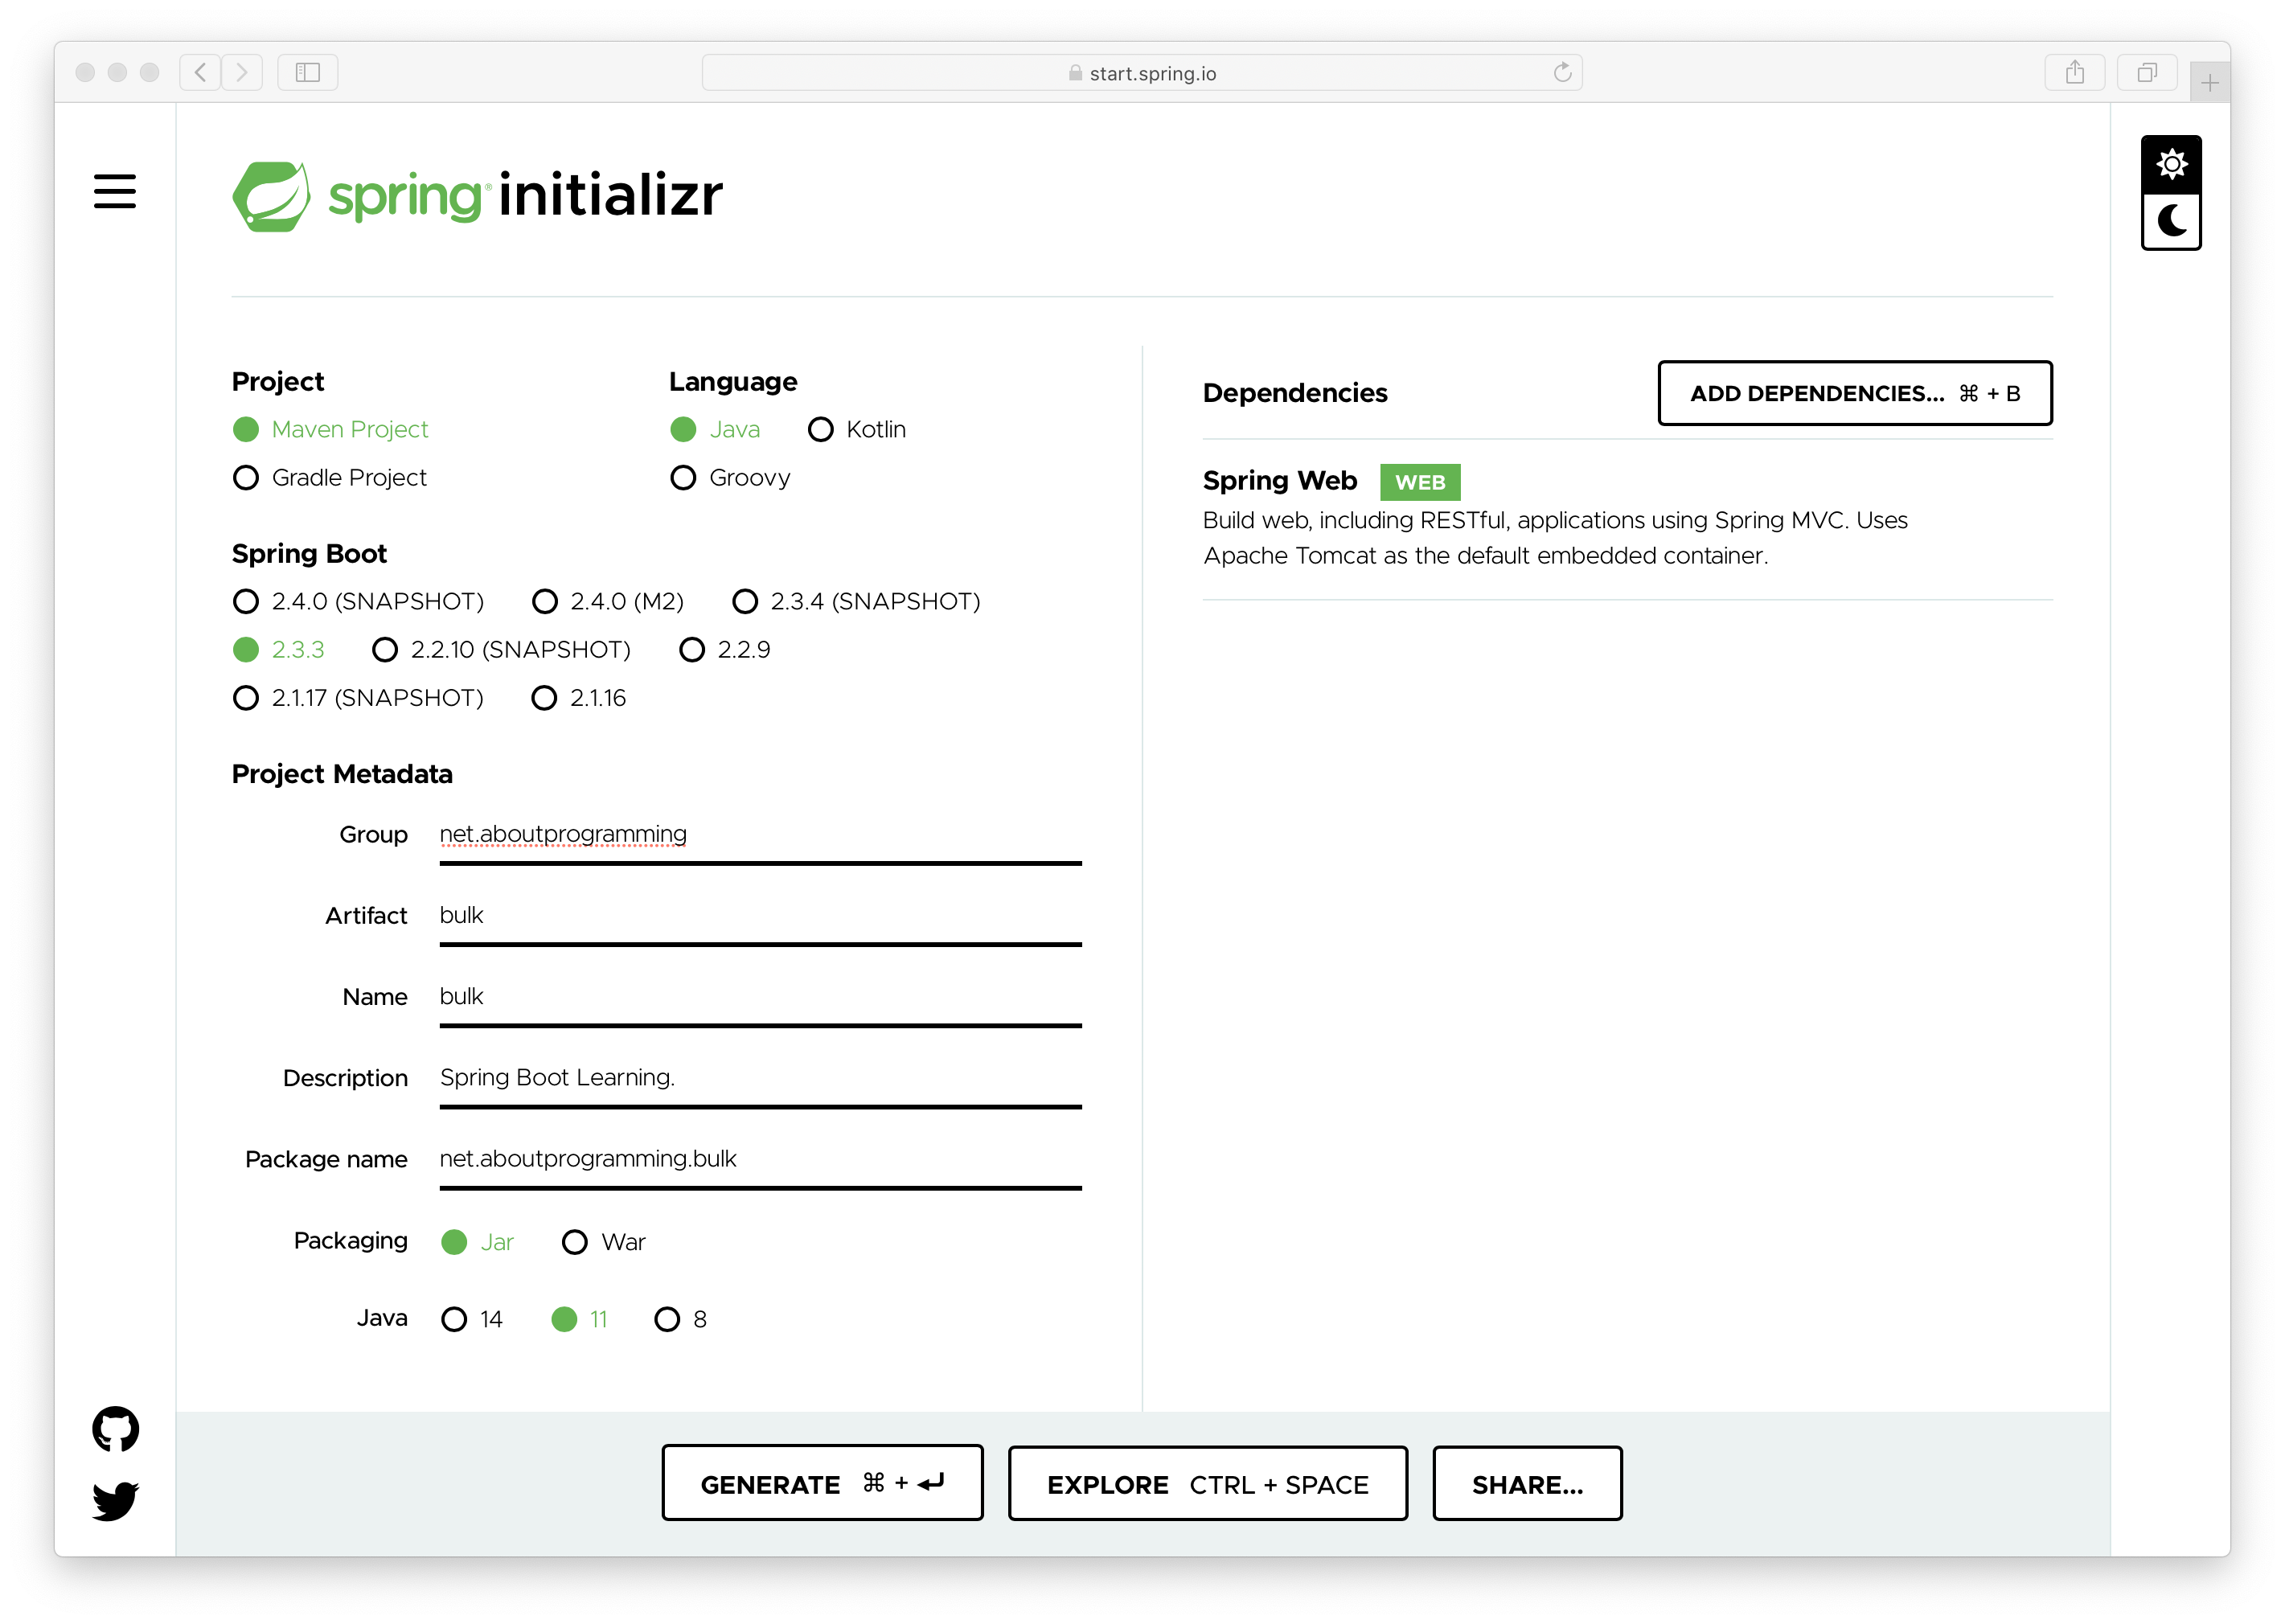 start.spring.io
spring® initializr
Project
Maven Project
Gradle Project
Language
Java Kotlin
Groovy
Spring Boot
2.4.0 (SNAPSHOT) 2.4.0 (M2) 2.3.4 (SNAPSHOT)
2.3.3 2.2.10 (SNAPSHOT) 2.2.9
2.1.17 (SNAPSHOT) 2.1.16
Project Metadata
Group net.aboutprogramming
Artifact bulk
Name bulk
Description Spring Boot Learning.
Package name net.aboutprogramming.bulk
Packaging Jar War
Java 14 11 8
Dependencies ADD DEPENDENCIES... ⌘ + B
Spring Web WEB
Build web, including RESTful, applications using Spring MVC. Uses
Apache Tomcat as the default embedded container.
GENERATE ⌘ + ↵ EXPLORE CTRL + SPACE SHARE...